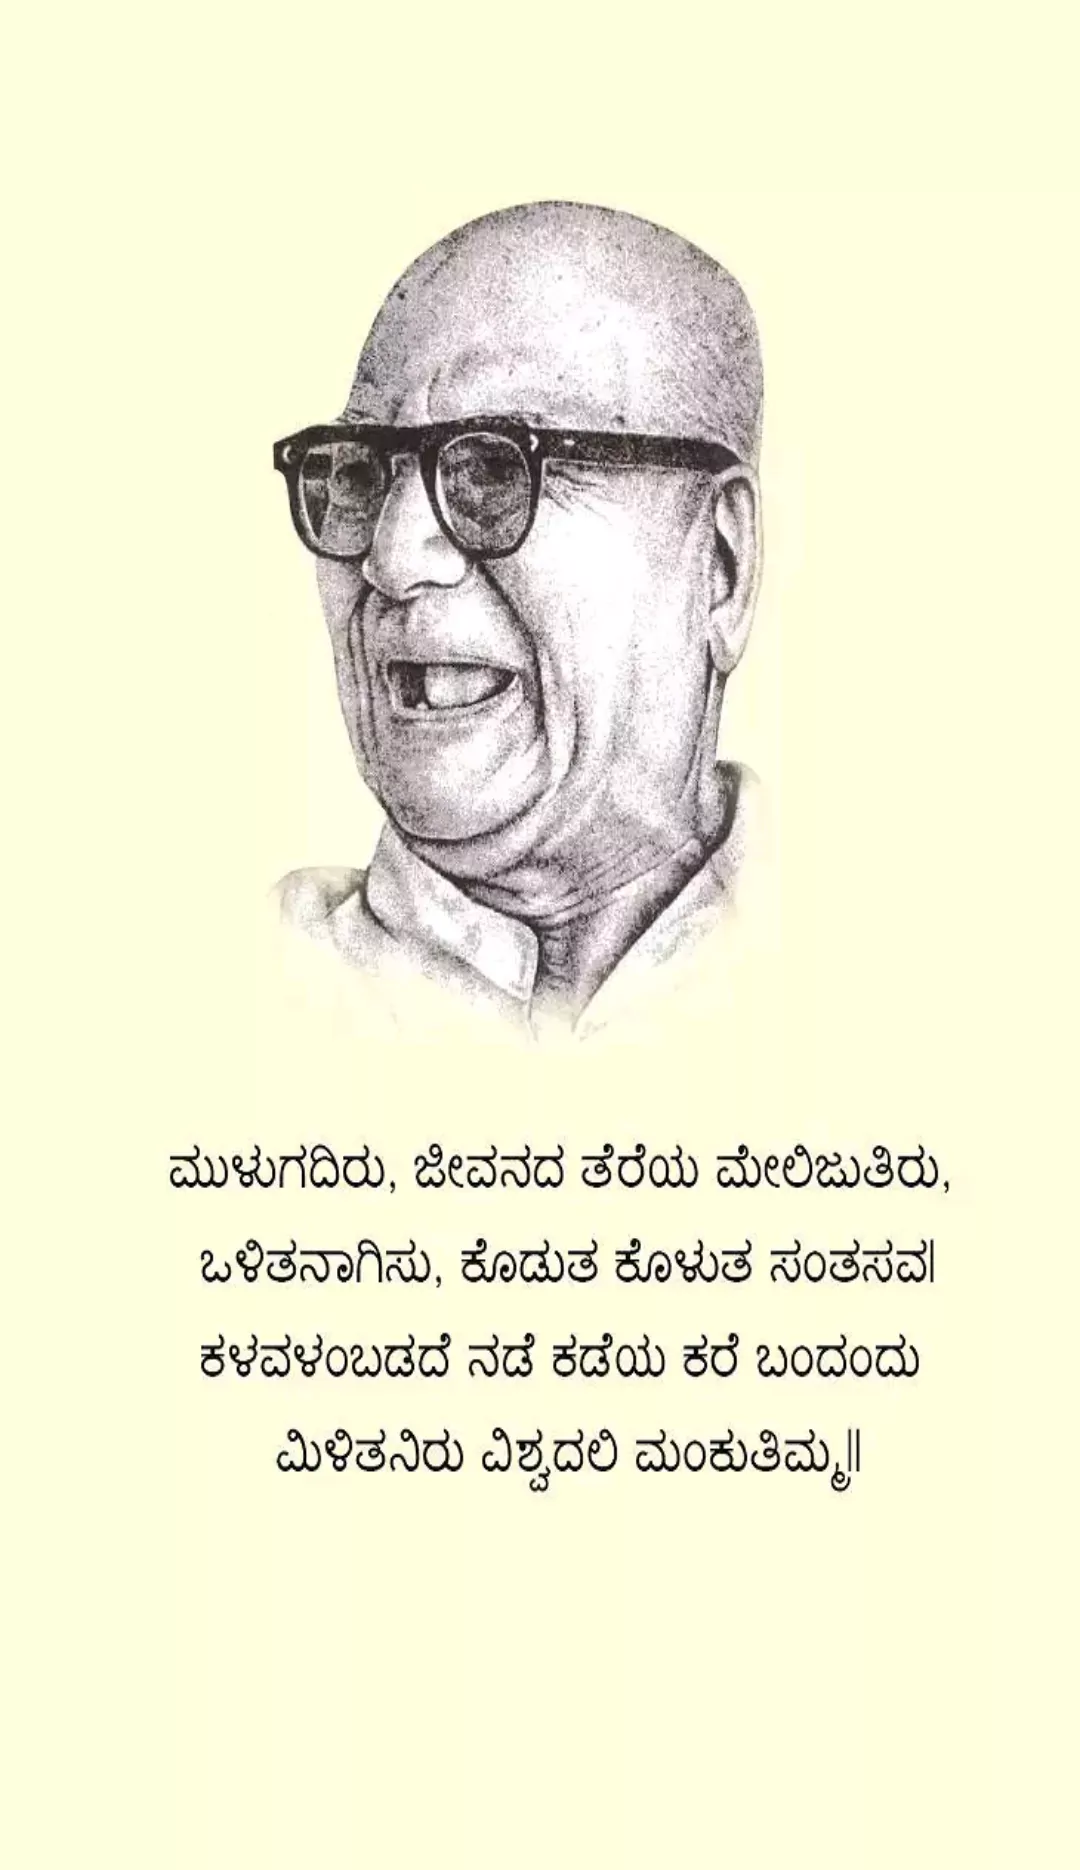 ಮುಳುಗದಿರು, ಜೀವನದ ತೆರೆಯ ಮೇಲಿಜುತಿರು,
ಒಳಿತನಾಗಿಸು, ಕೊಡುತ ಕೊಳುತ ಸಂತಸವ|
ಕಳವಳಂಬಡದೆ ನಡೆ ಕಡೆಯ ಕರೆ ಬಂದಂದು
ಮಿಳಿತನಿರು ವಿಶ್ವದಲಿ ಮಂಕುತಿಮ್ಮ||